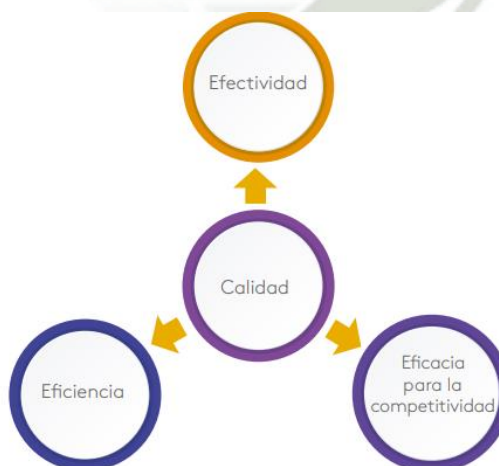 Efectividad
Calidad
Eficiencia
Eficacia
para la
competitividad